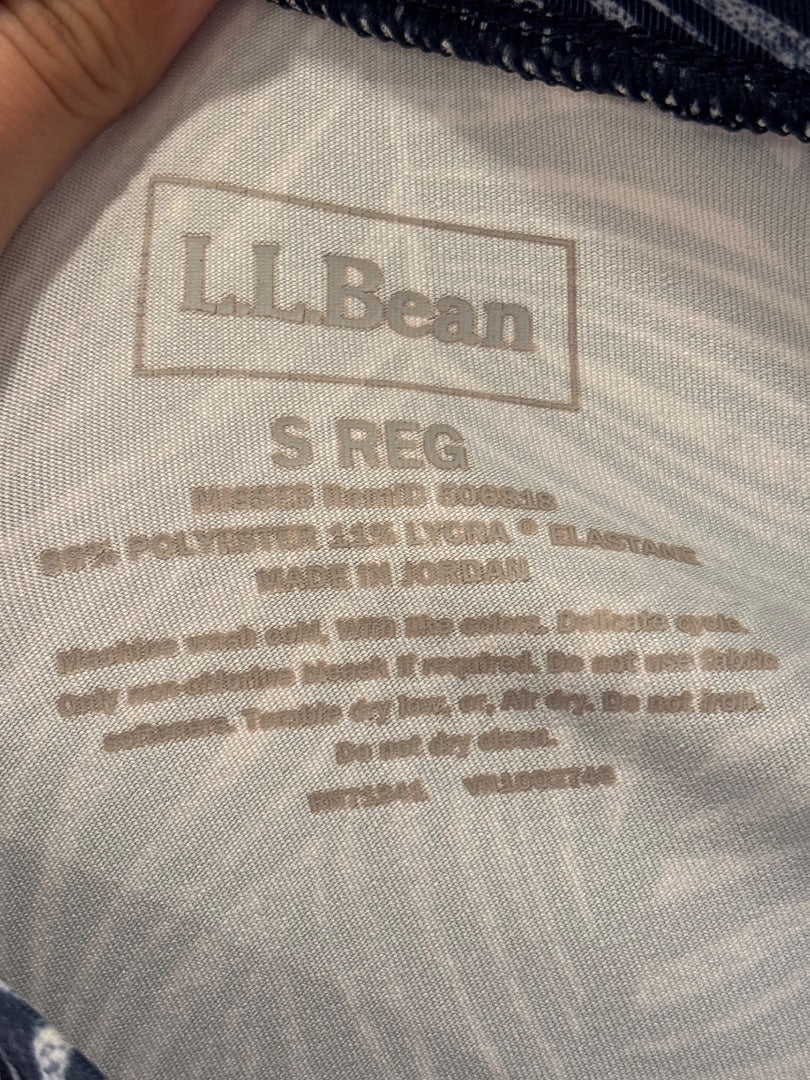 L.L.Bean
S REG
MISSES ItemID 506818
89% POLYESTER 11% LYCRA® ELASTANE
MADE IN JORDAN
Machine wash cold, With like colors. Delicate cycle.
Only non-chlorine bleach if required. Do not use fabric
softeners. Tumble dry low, or, Air dry. Do not iron.
Do not dry clean.
RN71341